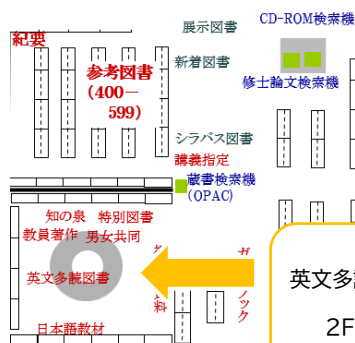 CD-ROM検索機
展示図書
紀要
新着図書
参考図書
(400－
599)
修士論文検索機
シラバス図書
講義指定
蔵書検索機
(OPAC)
知の泉 特別図書
教員著作 男女共同
英文多読図書
日本語教材
英文多
2F